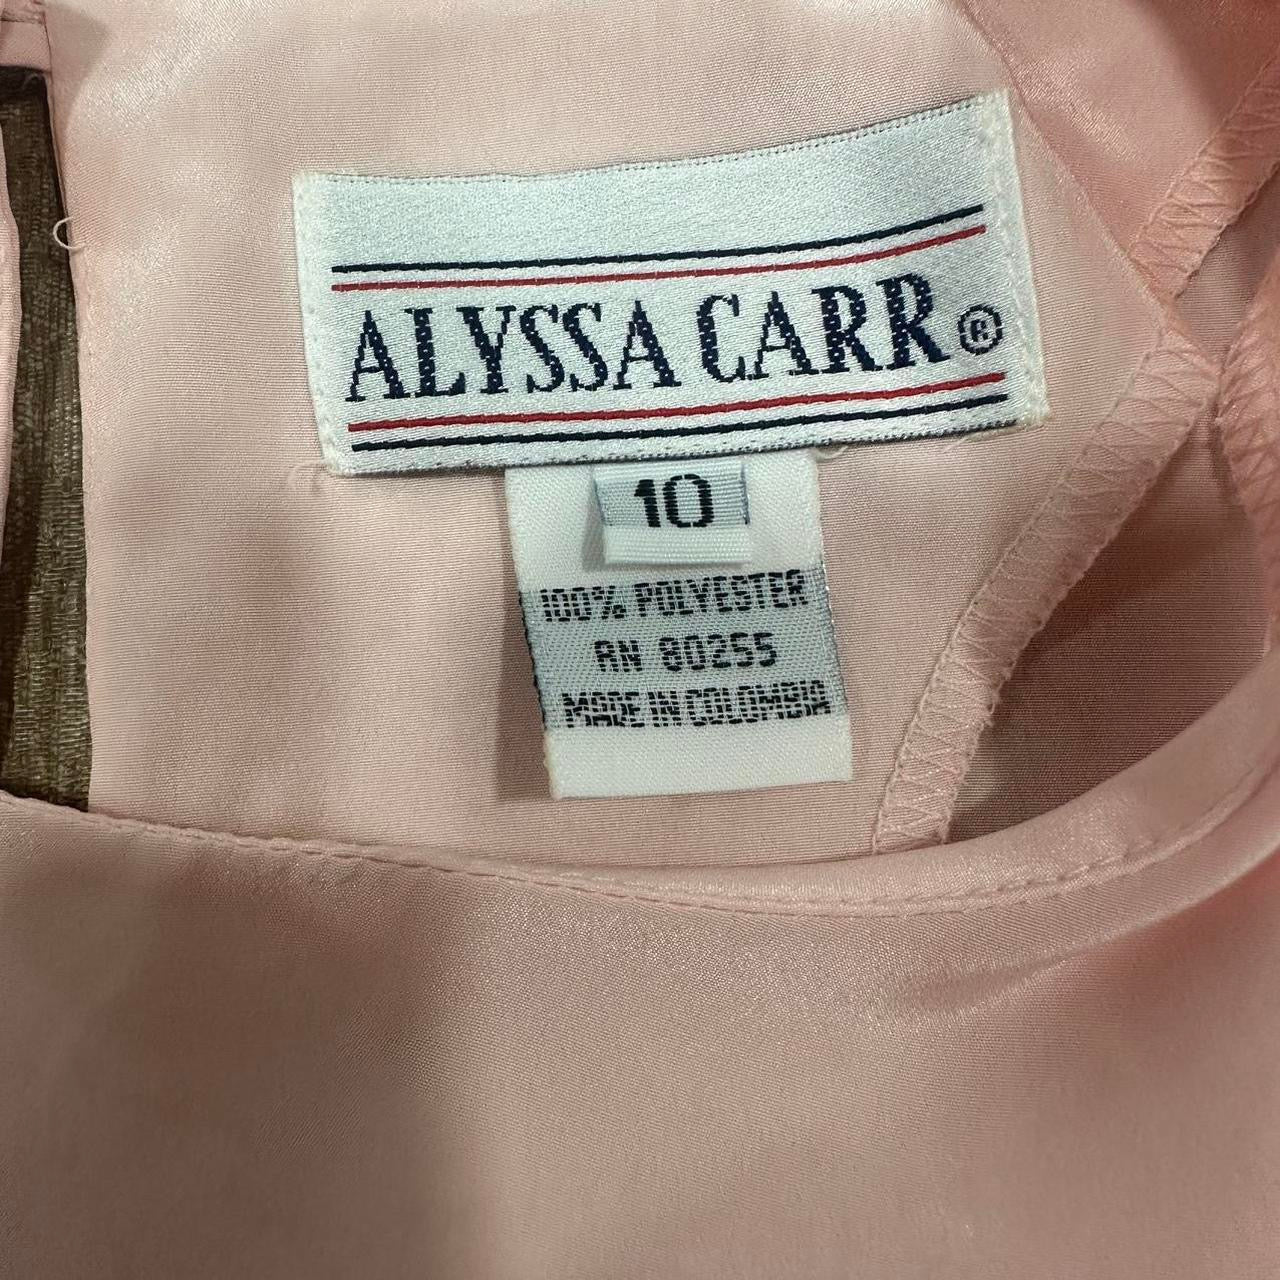 ALYSSA CARR®
10
100% POLYESTER
RN 80255
MADE IN COLOMBIA